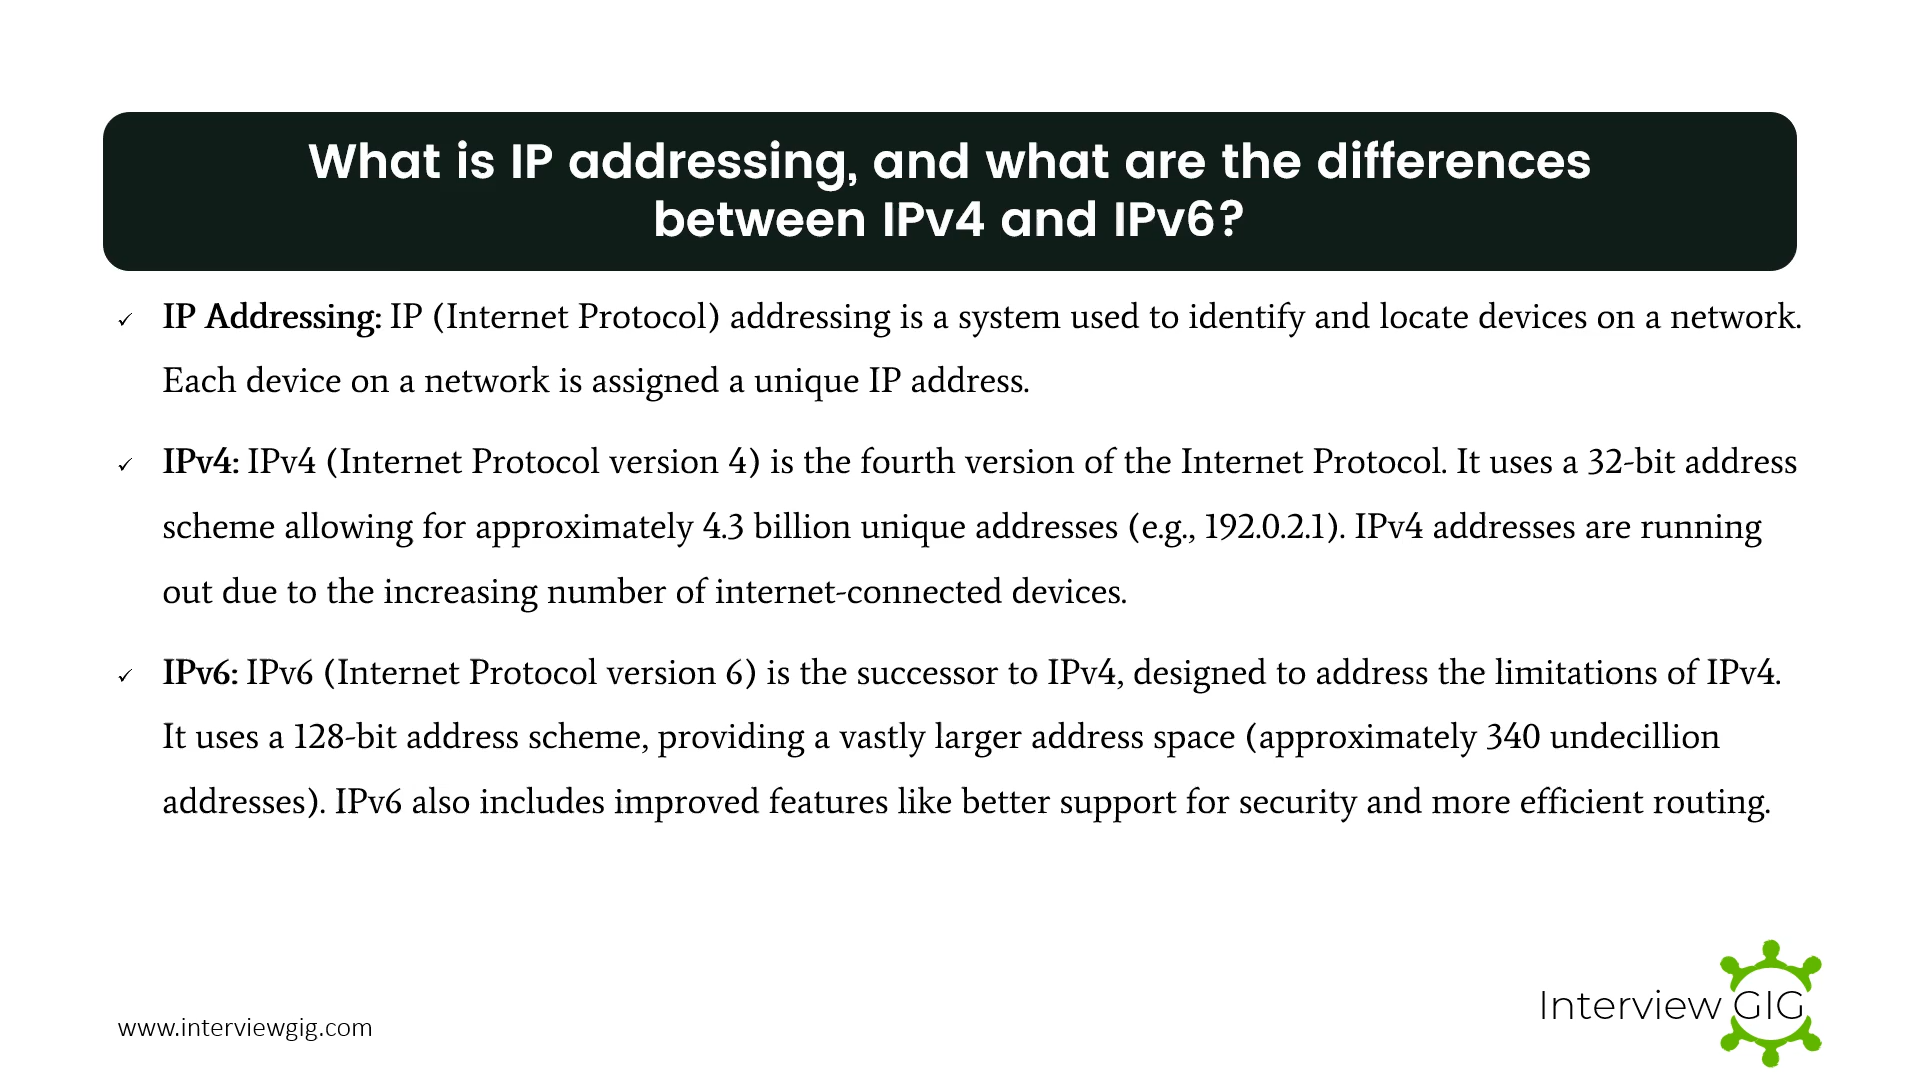 What is IP addressing, and what are the differences
between IPv4 and IPv6?
✓ IP Addressing: IP (Internet Protocol) addressing is a system used to identify and locate devices on a network.
Each device on a network is assigned a unique IP address.
✓ IPv4: IPv4 (Internet Protocol version 4) is the fourth version of the Internet Protocol. It uses a 32-bit address
scheme allowing for approximately 4.3 billion unique addresses (e.g., 192.0.2.1). IPv4 addresses are running
out due to the increasing number of internet-connected devices.
✓ IPv6: IPv6 (Internet Protocol version 6) is the successor to IPv4, designed to address the limitations of IPv4.
It uses a 128-bit address scheme, providing a vastly larger address space (approximately 340 undecillion
addresses). IPv6 also includes improved features like better support for security and more efficient routing.
www.interviewgig.com
Interview GIG